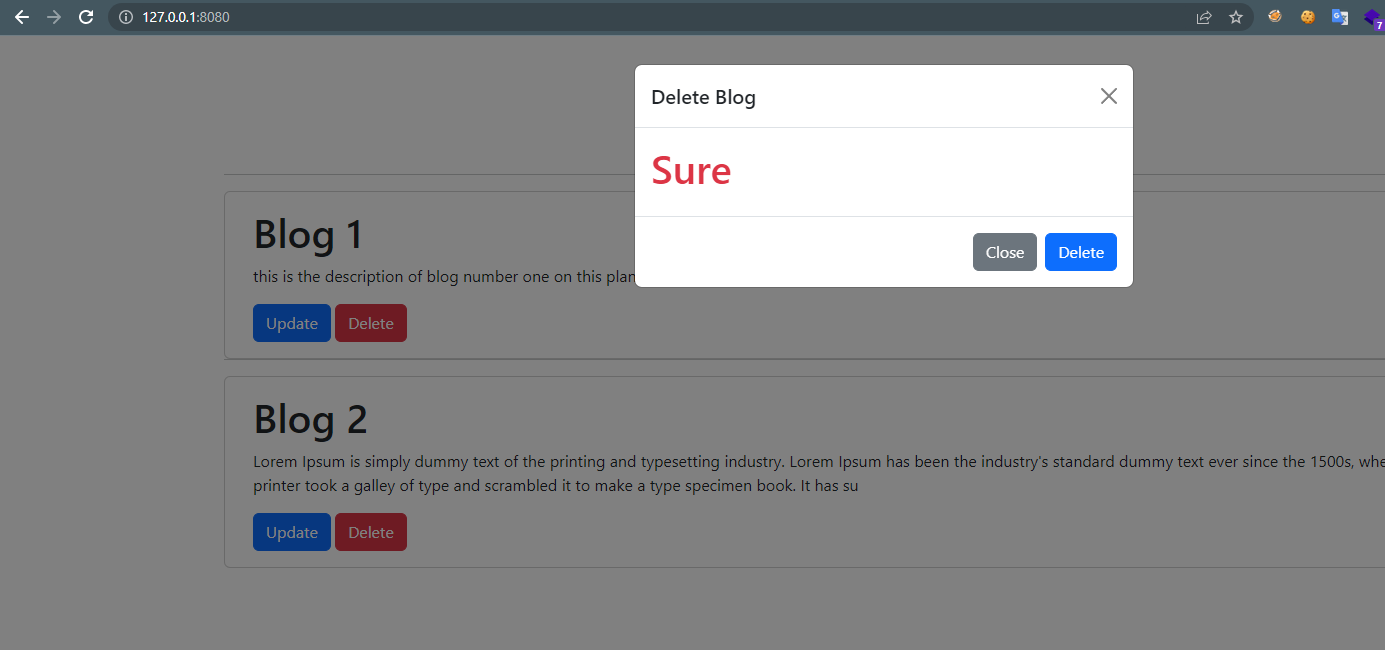 127.0.0.1:8080
7
Delete Blog
Sure
Close Delete
Blog 1
this is the description of blog number one on this plan
Update Delete
Blog 2
Lorem Ipsum is simply dummy text of the printing and typesetting industry. Lorem Ipsum has been the industry's standard dummy text ever since the 1500s, whe
printer took a galley of type and scrambled it to make a type specimen book. It has su
Update Delete